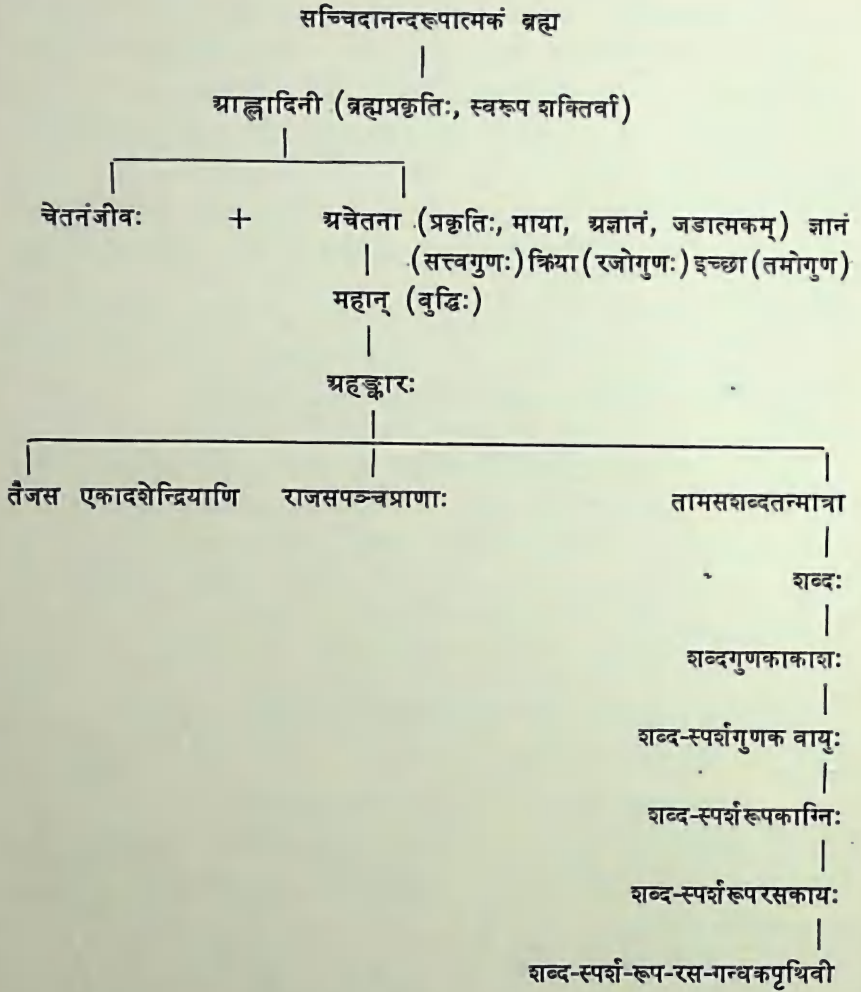 सच्चिदानन्दरूपात्मकं ब्रह्म
आह्लादिनी (ब्रह्मप्रकृतिः, स्वरूप शक्तिर्वा)
चेतनंजीवः + अचेतना (प्रकृतिः, माया, अज्ञानं, जडात्मकम्) ज्ञानं
(सत्त्वगुणः) क्रिया (रजोगुणः) इच्छा (तमोगुण)
महान् (वुद्धिः)
अहङ्कारः
तैजस एकादशेन्द्रियाणि राजसपञ्चप्राणाः तामसशब्दतन्मात्रा
शब्दः
शब्दगुणकाकाशः
शब्द-स्पर्शगुणक वायुः
शब्द-स्पर्शरूपकाग्निः
शब्द-स्पर्शरूपरसकायः
शब्द-स्पर्श-रूप-रस-गन्धकपृथिवी